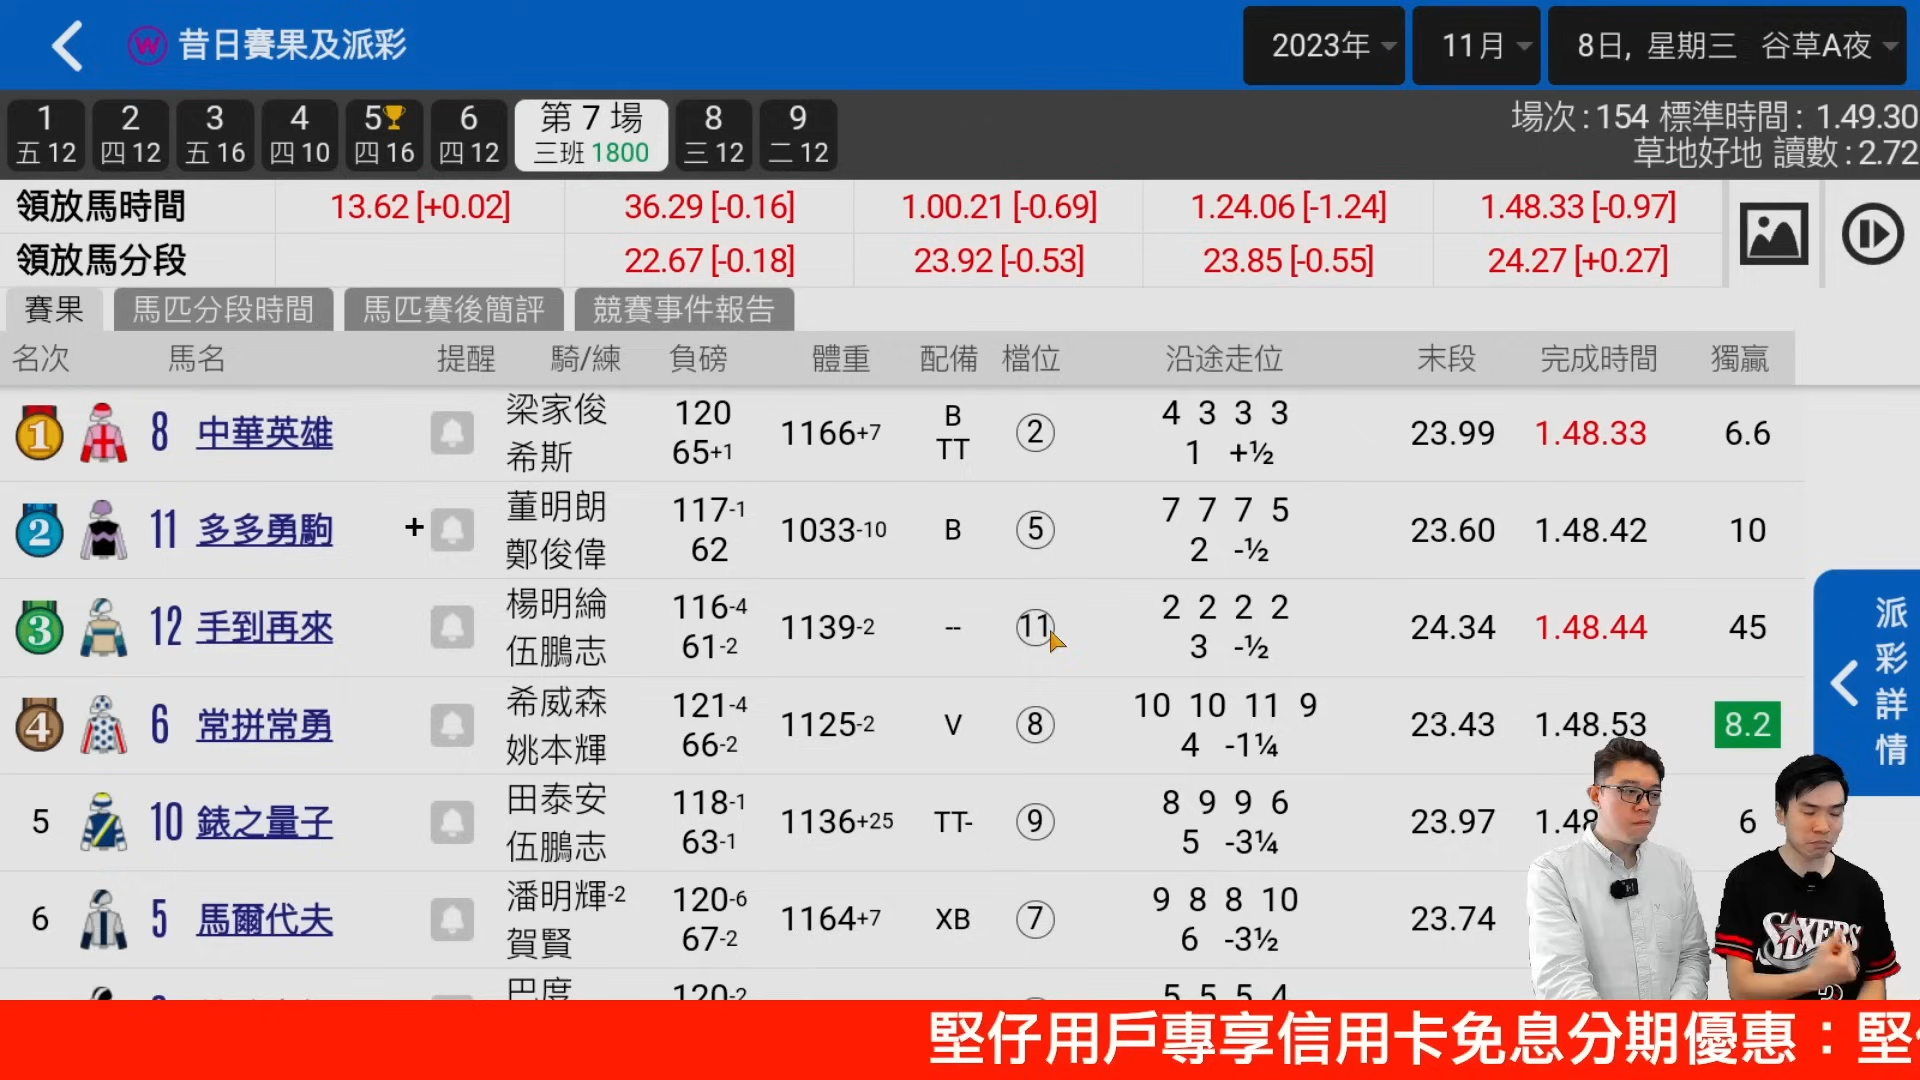 W 昔日賽果及派彩
2023年 11月 8日, 星期三 谷草A夜
1 2 3 4 5 6 第 7 場 8 9
五 12 四 12 五 16 四 10 四 16 四 12 三班 1800 三 12 二 12
場次 : 154 標準時間 : 1.49.30
草地好地 讀數 : 2.72
領放馬時間 13.62 [+0.02] 36.29 [-0.16] 1.00.21 [-0.69] 1.24.06 [-1.24] 1.48.33 [-0.97]
領放馬分段 22.67 [-0.18] 23.92 [-0.53] 23.85 [-0.55] 24.27 [+0.27]
賽果 馬匹分段時間 馬匹賽後簡評 競賽事件報告
名次 馬名 提醒 騎/練 負磅 體重 配備 檔位 沿途走位 末段 完成時間 獨贏
梁家俊 120 B 4 3 3 3
1 8 中華英雄 1166+7 2 23.99 1.48.33 6.6
希斯 65+1 TT 1 +½
董明朗 117-1 7 7 7 5
2 11 多多勇駒 + 1033-10 B 5 23.60 1.48.42 10
鄭俊偉 62 2 -½
楊明綸 116-4 2 2 2 2
3 12 手到再來 1139-2 -- 11 24.34 1.48.44 45
伍鵬志 61-2 3 -½
希威森 121-4 10 10 11 9
4 6 常拼常勇 1125-2 V 8 23.43 1.48.53 8.2
姚本輝 66-2 4 -1¼
田泰安 118-1 8 9 9 6
5 10 錶之量子 1136+25 TT- 9 23.97 1.48 6
伍鵬志 63-1 5 -3¼
潘明輝-2 120-6 9 8 8 10
6 5 馬爾代夫 1164+7 XB 7 23.74
賀賢 67-2 6 -3½
巴度 120-2 5 5 5 4
派彩詳情
SIXERS
堅仔用戶專享信用卡免息分期優惠：堅